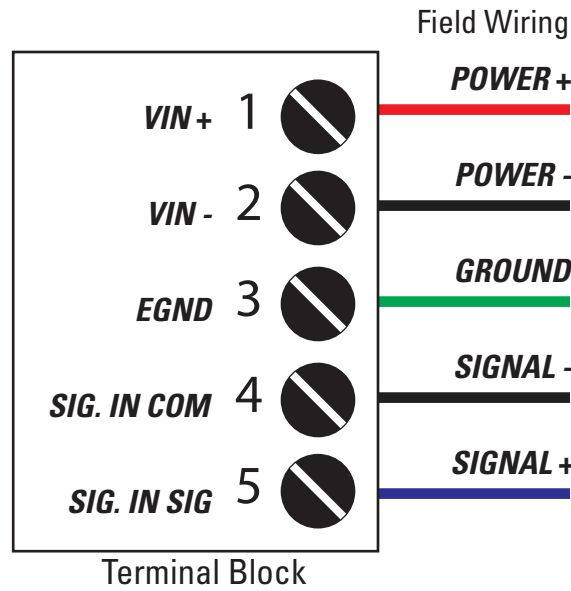 Field Wiring
VIN + 1 POWER +
VIN - 2 POWER -
EGND 3 GROUND
SIG. IN COM 4 SIGNAL -
SIG. IN SIG 5 SIGNAL +
Terminal Block